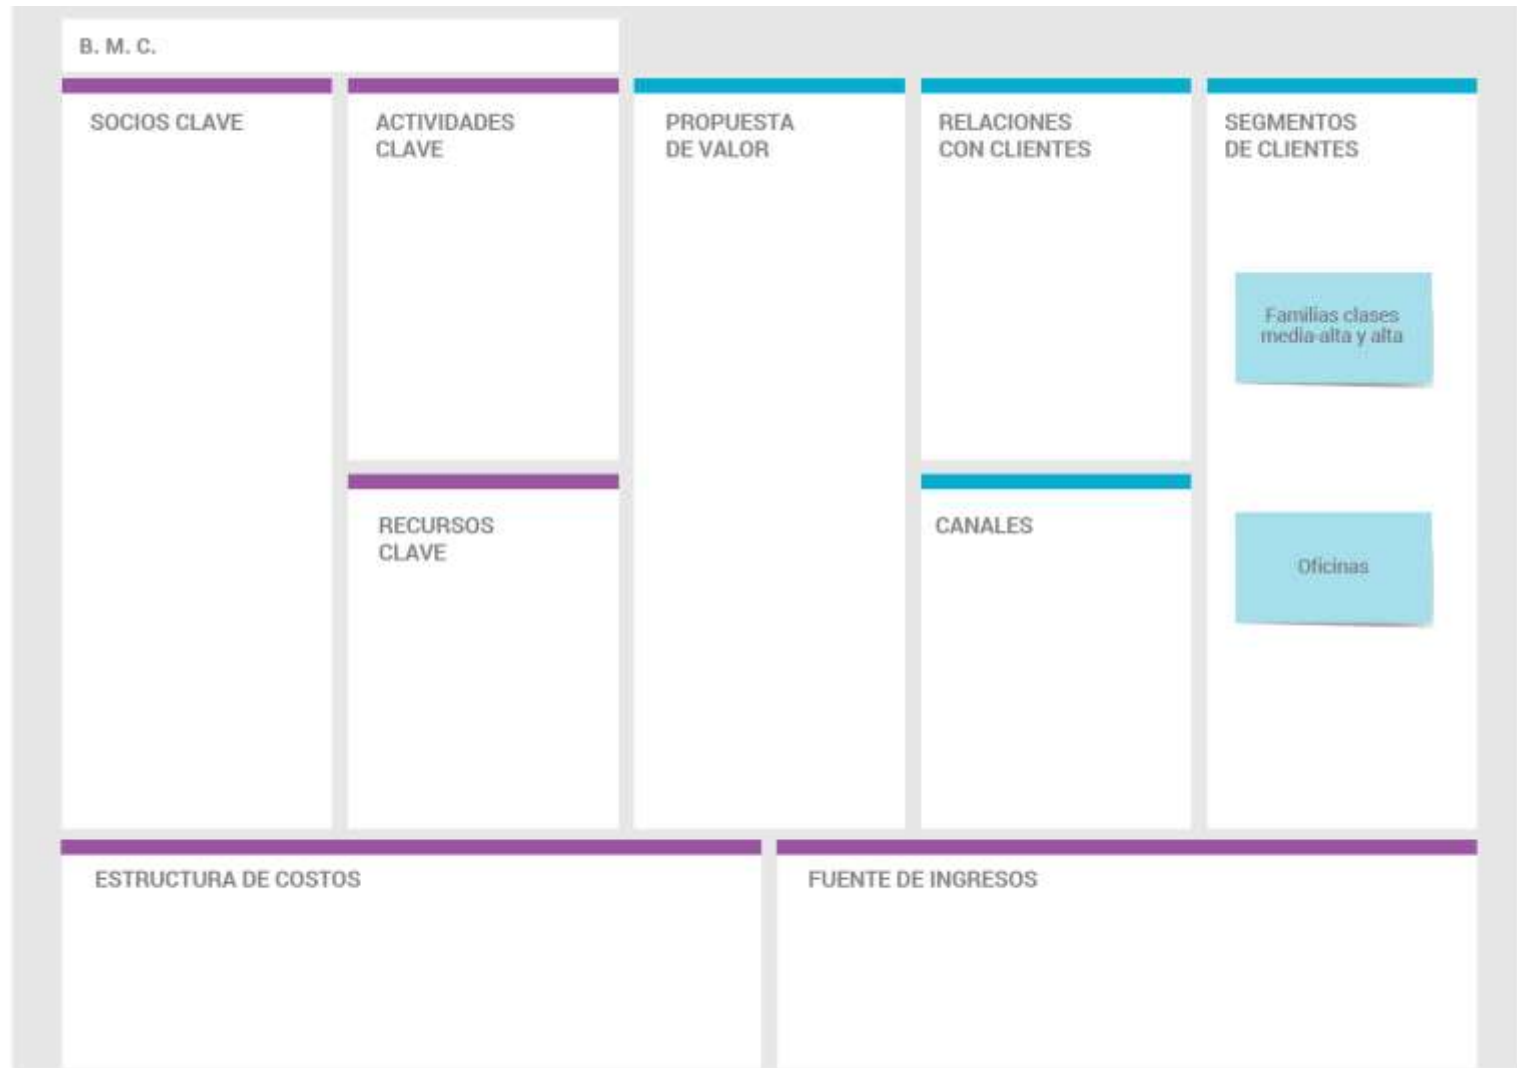 B. M. C.
SOCIOS CLAVE
ACTIVIDADES
CLAVE
RECURSOS
CLAVE
PROPUESTA
DE VALOR
RELACIONES
CON CLIENTES
CANALES
SEGMENTOS
DE CLIENTES
Familias clases
media-alta y alta
Oficinas
ESTRUCTURA DE COSTOS
FUENTE DE INGRESOS